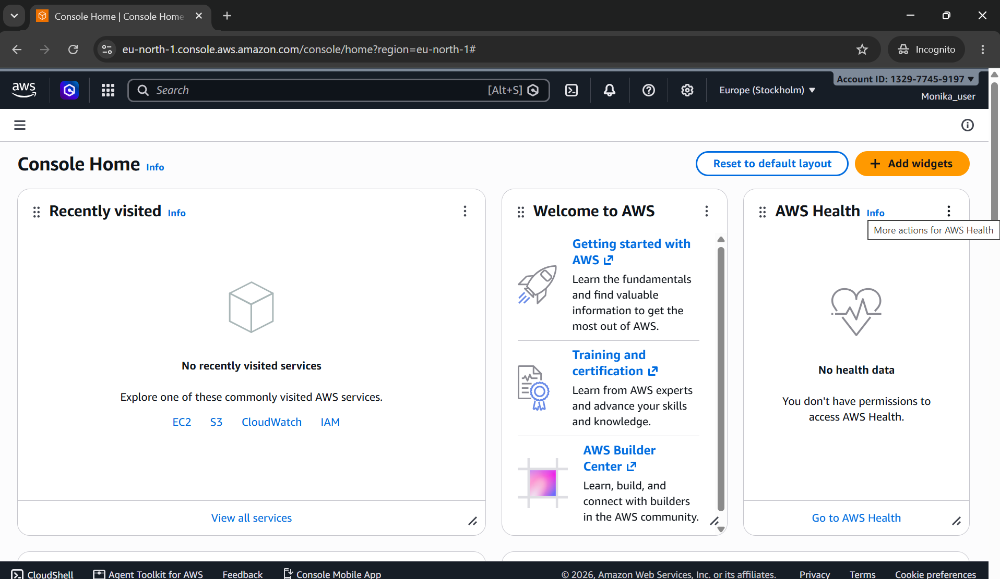 Console Home | Console Home
eu-north-1.console.aws.amazon.com/console/home?region=eu-north-1#
Incognito
aws
Search
[Alt+S]
Europe (Stockholm)
Account ID: 1329-7745-9197
Monika_user
Console Home Info
Reset to default layout
Add widgets
Recently visited Info
No recently visited services
Explore one of these commonly visited AWS services.
EC2 S3 CloudWatch IAM
View all services
Welcome to AWS
Getting started with
AWS
Learn the fundamentals
and find valuable
information to get the
most out of AWS.
Training and
certification
Learn from AWS experts
and advance your skills
and knowledge.
AWS Builder
Center
Learn, build, and
connect with builders
in the AWS community.
AWS Health Info
More actions for AWS Health
No health data
You don't have permissions to
access AWS Health.
Go to AWS Health
CloudShell
Agent Toolkit for AWS
Feedback
Console Mobile App
© 2026, Amazon Web Services, Inc. or its affiliates.
Privacy
Terms
Cookie preferences